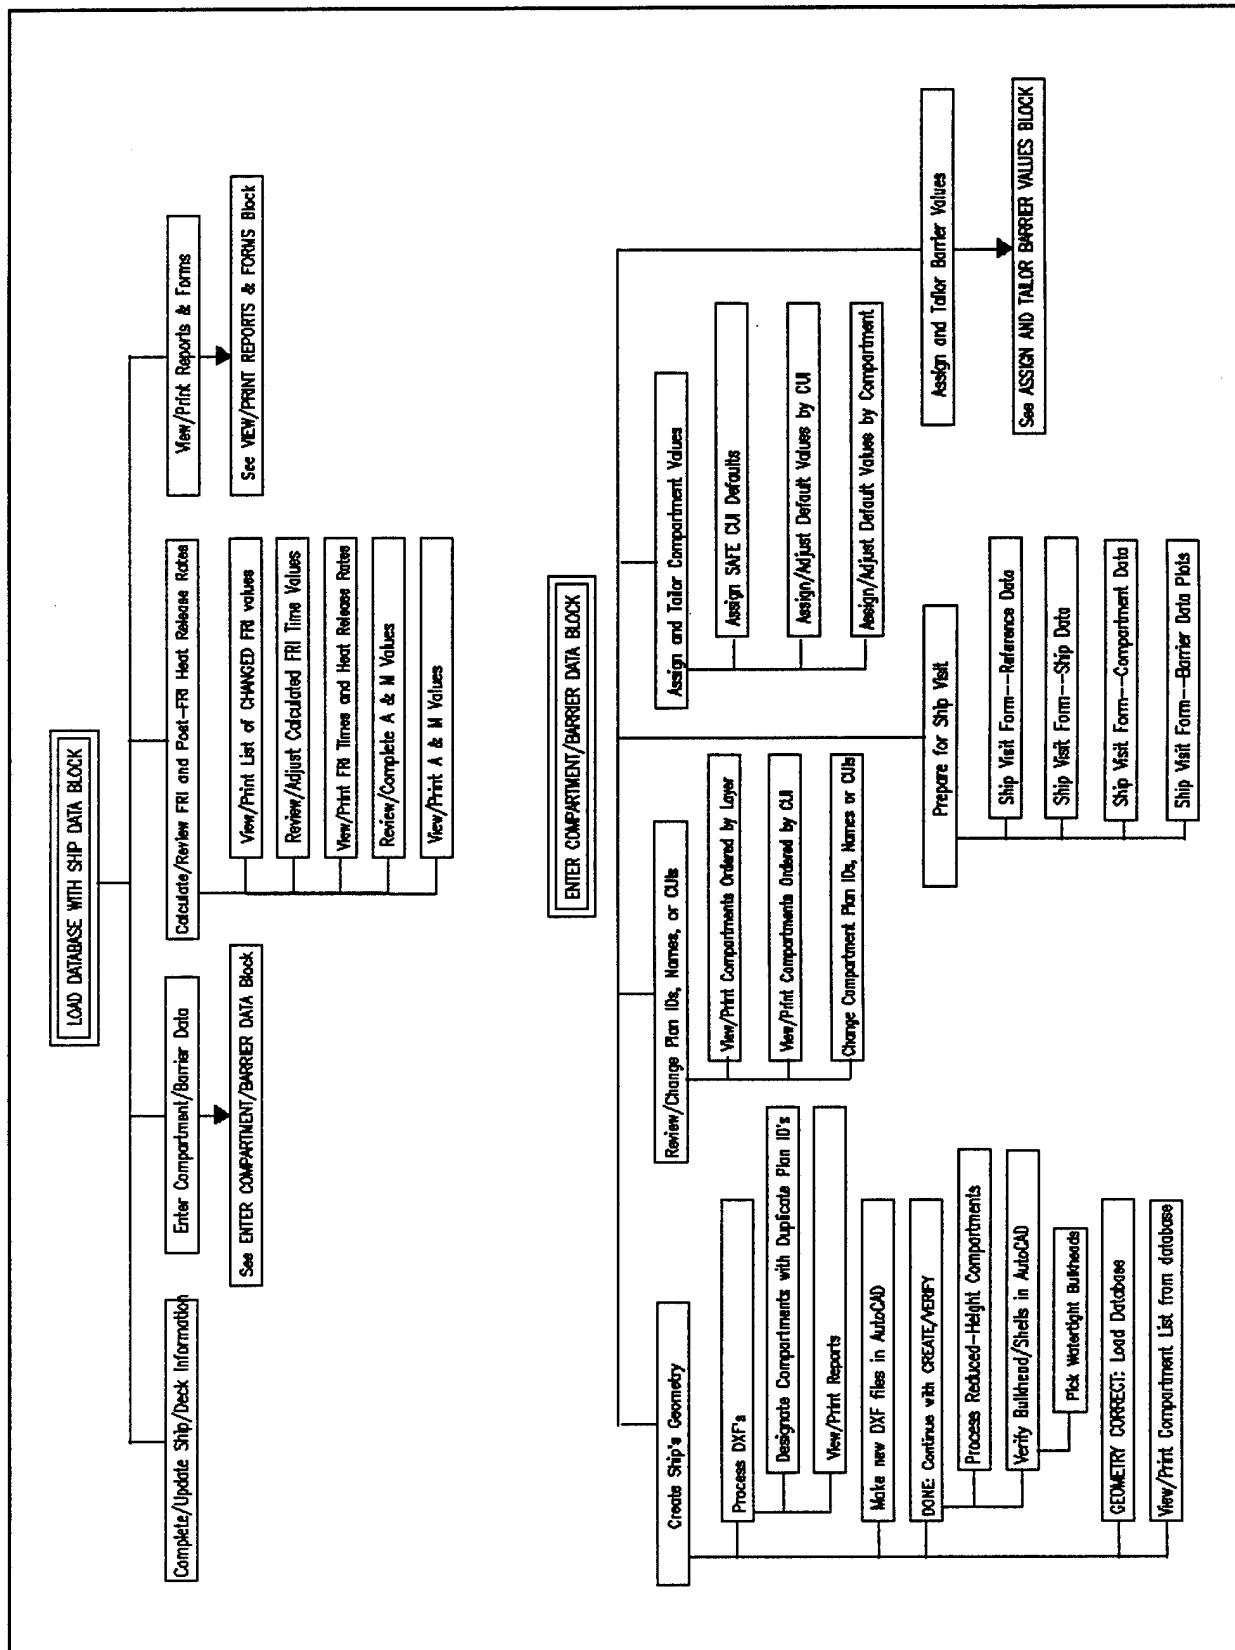 LOAD DATABASE WITH SHIP DATA BLOCK
Complete/Update Ship/Deck Information
Enter Compartment/Barrier Data
See ENTER COMPARTMENT/BARRIER DATA Block
Calculate/Review FRI and Post-FRI Heat Release Rates
View/Print List of CHANGED FRI values
Review/Adjust Calculated FRI Time Values
View/Print FRI Times and Heat Release Rates
Review/Complete A & M Values
View/Print A & M Values
View/Print Reports & Forms
See VIEW/PRINT REPORTS & FORMS Block
ENTER COMPARTMENT/BARRIER DATA BLOCK
Create Ship's Geometry
Process DXF's
Designate Compartments with Duplicate Plan ID's
View/Print Reports
Make new DXF files in AutoCAD
DONE: Continue with CREATE/VERIFY
Process Reduced-Height Compartments
Verify Bulkhead/Shells in AutoCAD
Pick Watertight Bulkheads
GEOMETRY CORRECT: Load Database
View/Print Compartment List from database
Review/Change Plan IDs, Names, or CUIs
View/Print Compartments Ordered by Layer
View/Print Compartments Ordered by CUI
Change Compartment Plan IDs, Names or CUIs
Prepare for Ship Visit
Ship Visit Form--Reference Data
Ship Visit Form--Ship Data
Ship Visit Form--Compartment Data
Ship Visit Form--Barrier Data Plots
Assign and Tailor Compartment Values
Assign SAFE CUI Defaults
Assign/Adjust Default Values by CUI
Assign/Adjust Default Values by Compartment
Assign and Tailor Barrier Values
See ASSIGN AND TAILOR BARRIER VALUES BLOCK